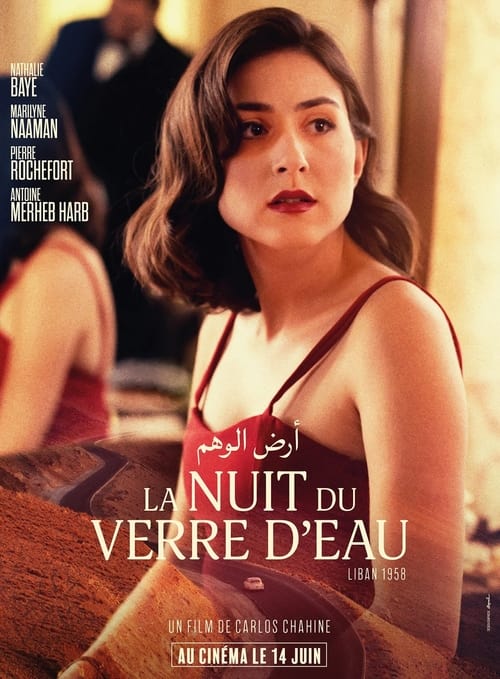 NATHALIE
BAYE
MARILYNE
NAAMAN
PIERRE
ROCHEFORT
ANTOINE
MERHEB HARB
أرض الوهم
LA NUIT DU
VERRE D'EAU
LIBAN 1958
UN FILM DE CARLOS CHAHINE
AU CINÉMA LE 14 JUIN